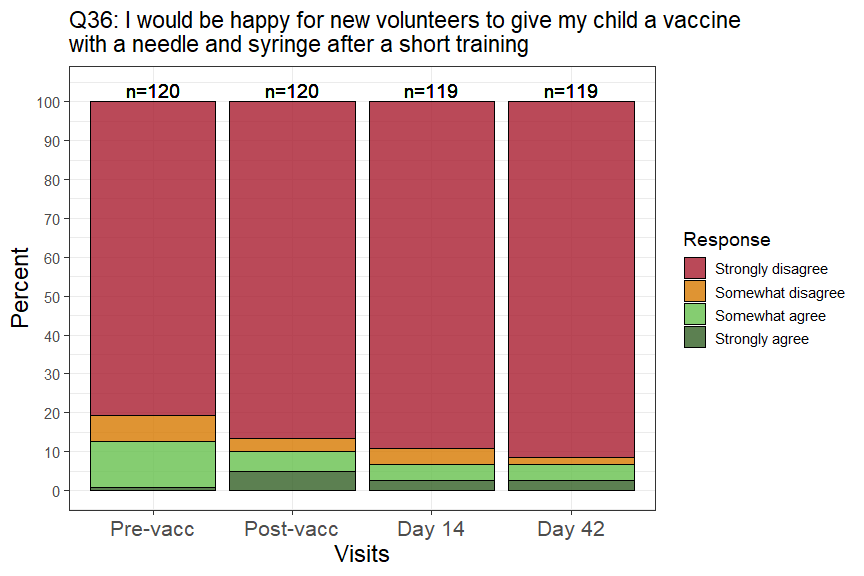 Q36: I would be happy for new volunteers to give my child a vaccine
with a needle and syringe after a short training
n=120 n=120 n=119 n=119
100
90
80
70
60
50
40
30
20
10
0
Percent
Pre-vacc Post-vacc Day 14 Day 42
Visits
Response
Strongly disagree
Somewhat disagree
Somewhat agree
Strongly agree